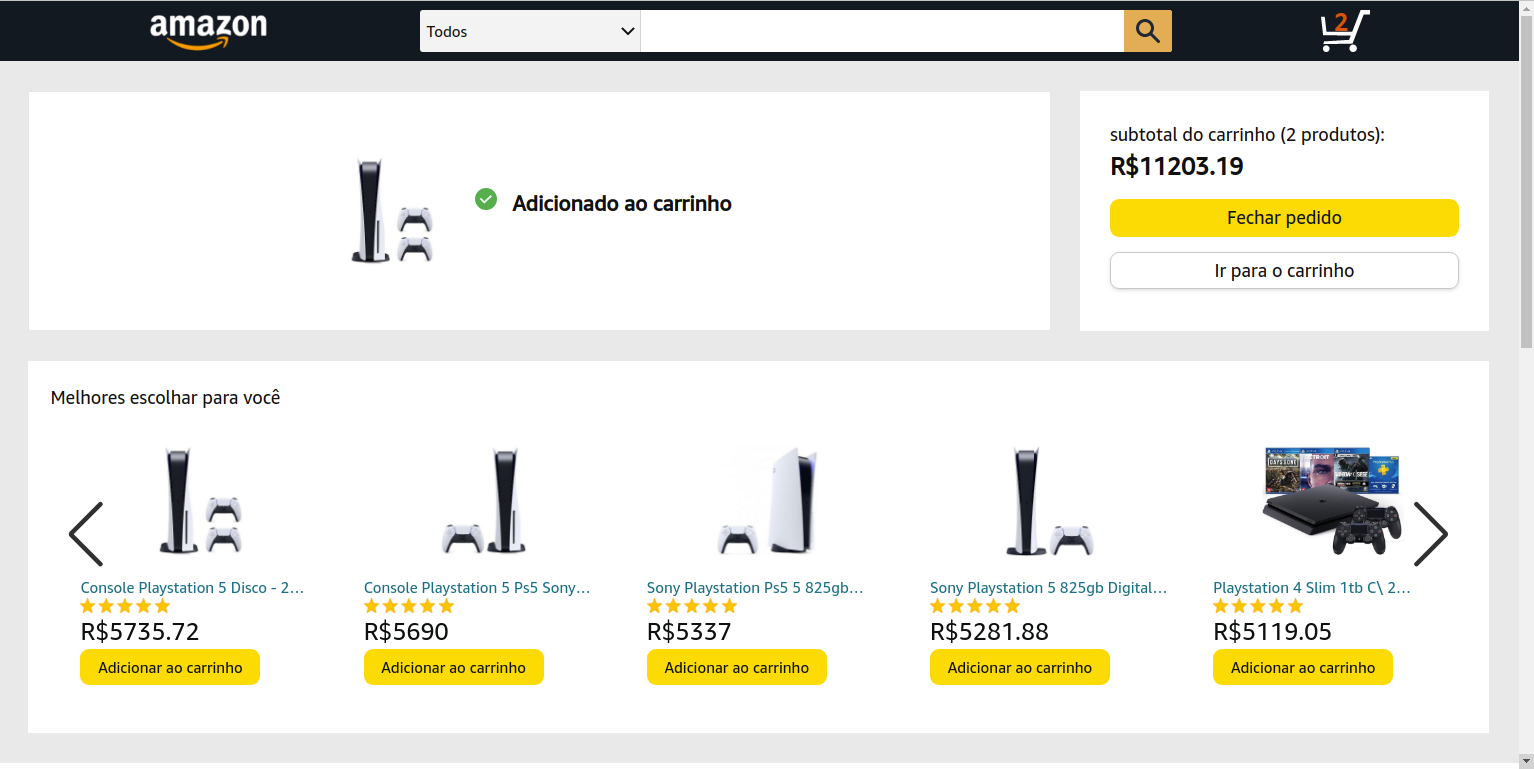 amazon
Todos
2
Adicionado ao carrinho
subtotal do carrinho (2 produtos):
R$11203.19
Fechar pedido
Ir para o carrinho
Melhores escolhar para você
Console Playstation 5 Disco - 2...
R$5735.72
Adicionar ao carrinho
Console Playstation 5 Ps5 Sony...
R$5690
Adicionar ao carrinho
Sony Playstation Ps5 5 825gb...
R$5337
Adicionar ao carrinho
Sony Playstation 5 825gb Digital...
R$5281.88
Adicionar ao carrinho
DAYS GONE
Playstation 4 Slim 1tb C\ 2...
R$5119.05
Adicionar ao carrinho